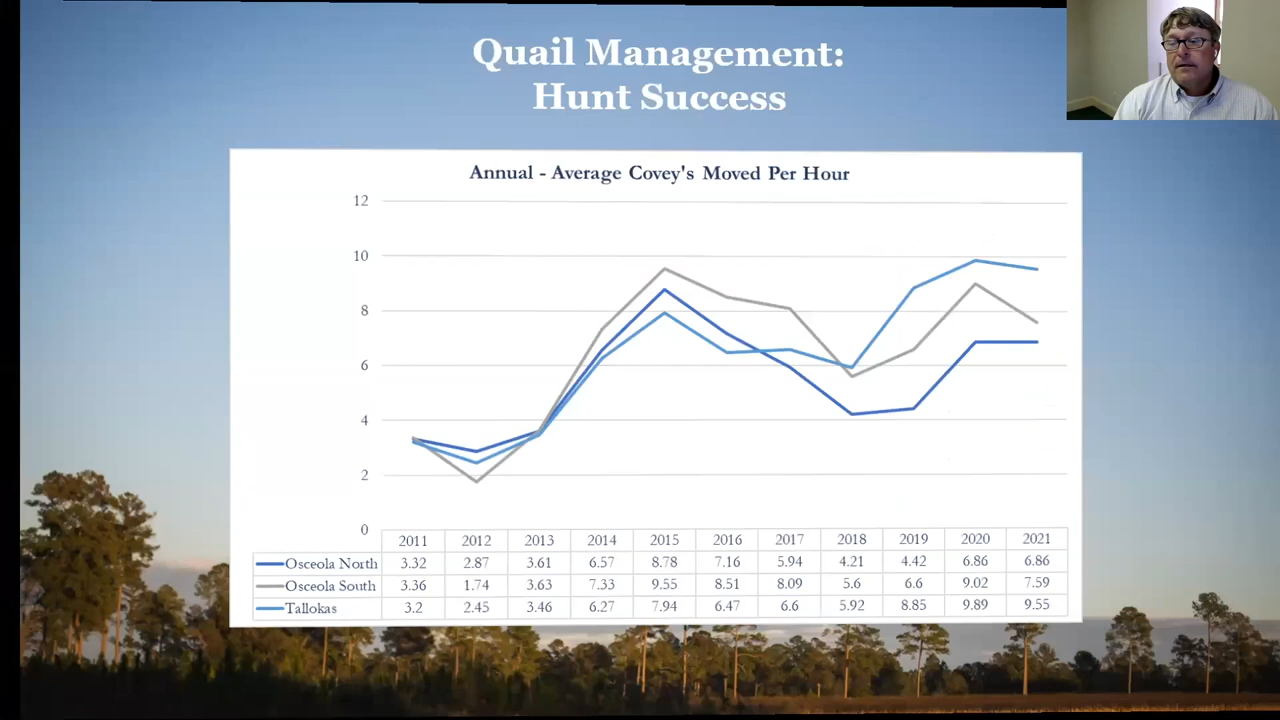 Quail Management:
Hunt Success
Annual - Average Covey's Moved Per Hour
12
10
8
6
4
2
0
2011 2012 2013 2014 2015 2016 2017 2018 2019 2020 2021
Osceola North 3.32 2.87 3.61 6.57 8.78 7.16 5.94 4.21 4.42 6.86 6.86
Osceola South 3.36 1.74 3.63 7.33 9.55 8.51 8.09 5.6 6.6 9.02 7.59
Tallokas 3.2 2.45 3.46 6.27 7.94 6.47 6.6 5.92 8.85 9.89 9.55